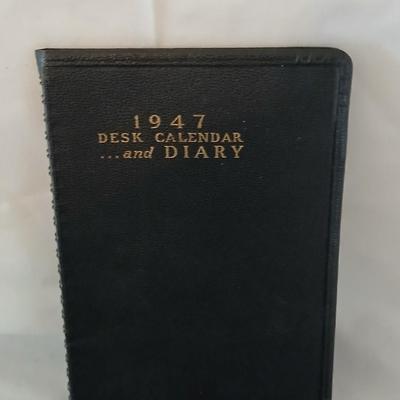 1947
DESK CALENDAR
...and DIARY